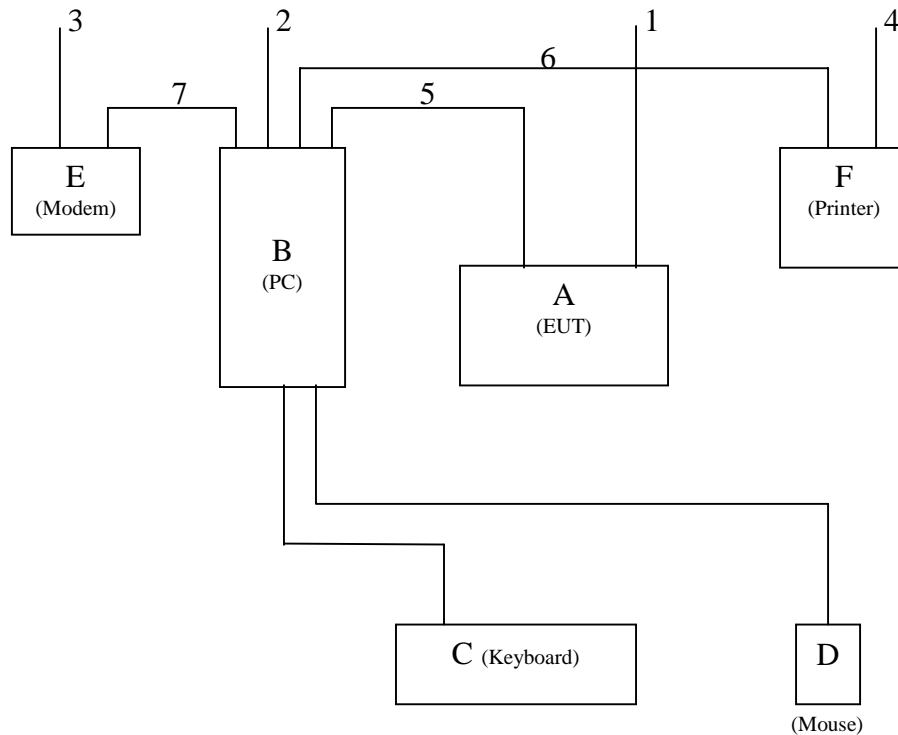 3
2
1
4
6
7
5
E
(Modem)
F
(Printer)
B
(PC)
A
(EUT)
C (Keyboard)
D
(Mouse)